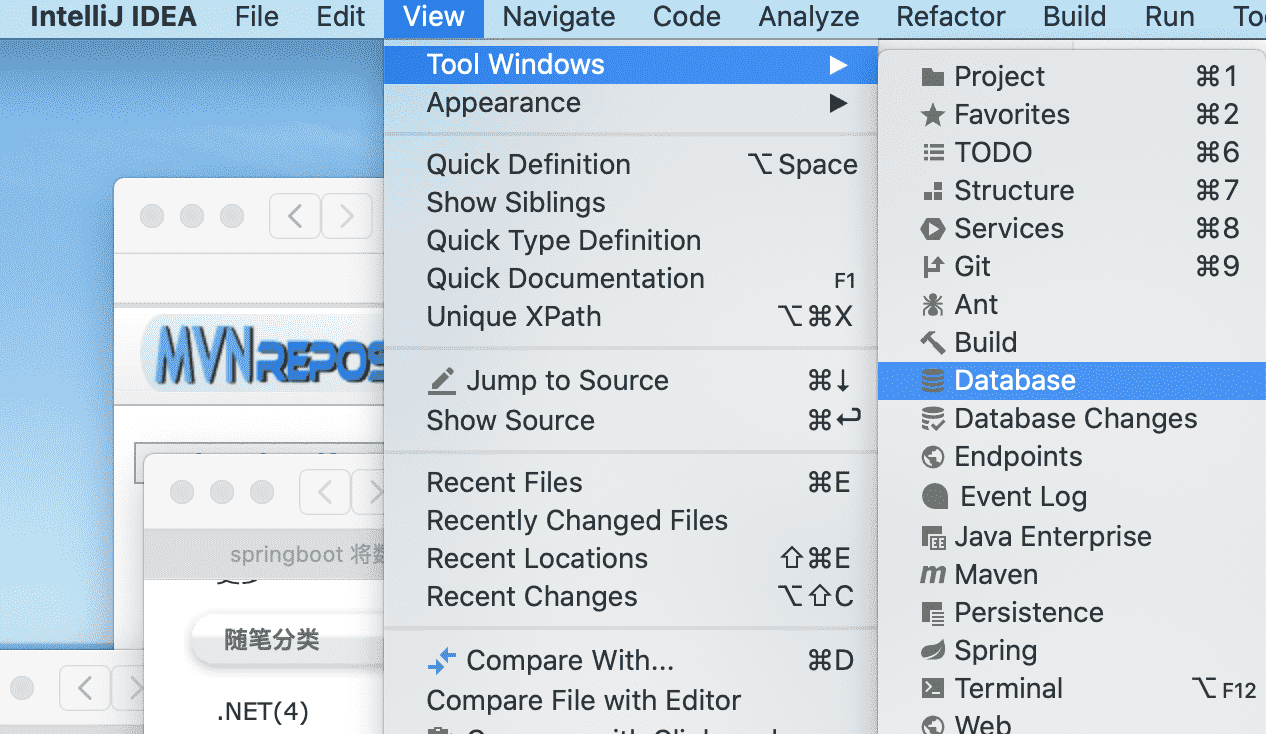 IntelliJ IDEA File Edit View Navigate Code Analyze Refactor Build Run
Tool Windows ▶
Appearance ▶
Quick Definition ⌥Space
Show Siblings
Quick Type Definition
Quick Documentation F1
Unique XPath ⌥⌘X
Jump to Source ⌘↓
Show Source ⌘↩
Recent Files ⌘E
Recently Changed Files
Recent Locations ⇧⌘E
Recent Changes ⌥⇧C
Compare With... ⌘D
Compare File with Editor
Project ⌘1
Favorites ⌘2
TODO ⌘6
Structure ⌘7
Services ⌘8
Git ⌘9
Ant
Build
Database
Database Changes
Endpoints
Event Log
Java Enterprise
Maven
Persistence
Spring
Terminal ⌥F12
Web
MVNREPOS
springboot 将数
随笔分类
.NET(4)